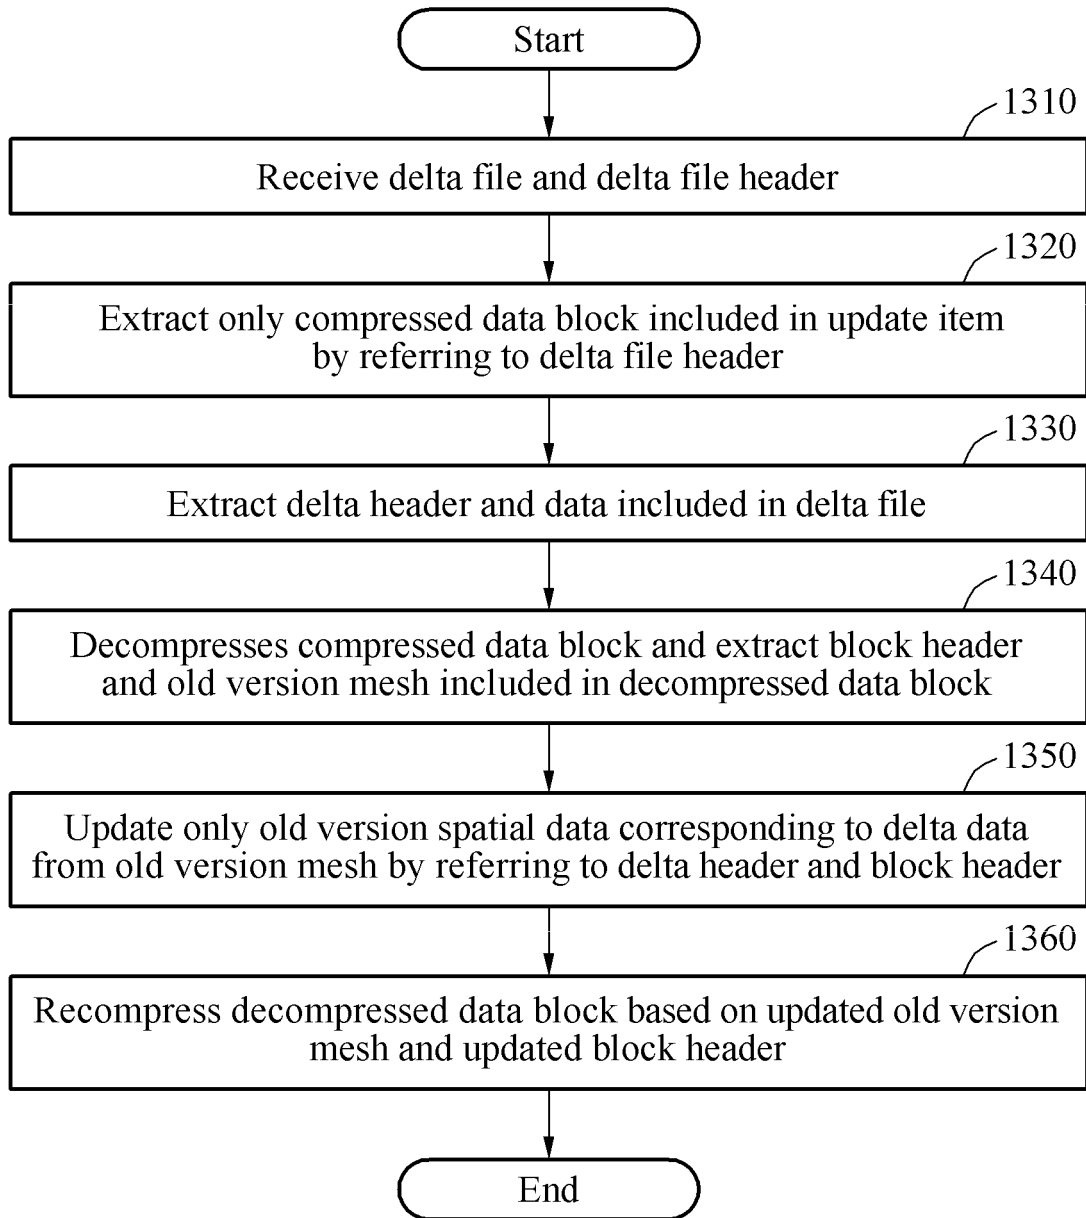 Start
1310
Receive delta file and delta file header
1320
Extract only compressed data block included in update item
by referring to delta file header
1330
Extract delta header and data included in delta file
1340
Decompresses compressed data block and extract block header
and old version mesh included in decompressed data block
1350
Update only old version spatial data corresponding to delta data
from old version mesh by referring to delta header and block header
1360
Recompress decompressed data block based on updated old version
mesh and updated block header
End